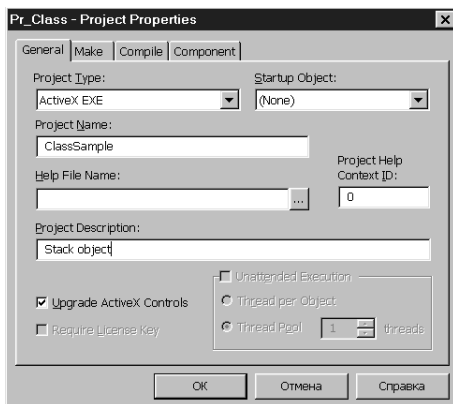 Pr_Class - Project Properties
General Make Compile Component
Project Type: Startup Object:
ActiveX EXE (None)
Project Name:
ClassSample
Project Help
Help File Name: Context ID:
... 0
Project Description:
Stack object
Unattended Execution
Upgrade ActiveX Controls Thread per Object
Require License Key Thread Pool 1 threads
OK Отмена Справка